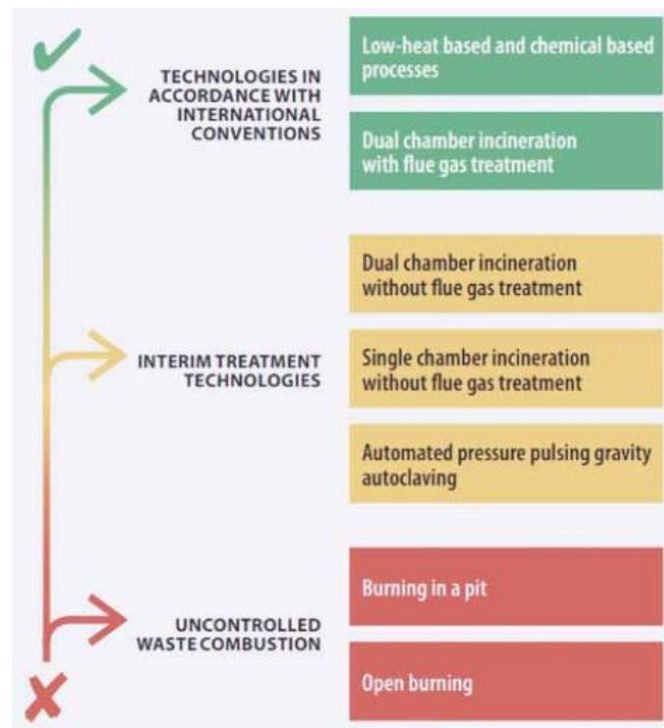 TECHNOLOGIES IN
ACCORDANCE WITH
INTERNATIONAL
CONVENTIONS
Low-heat based and chemical based
processes
Dual chamber incineration
with flue gas treatment
INTERIM TREATMENT
TECHNOLOGIES
Dual chamber incineration
without flue gas treatment
Single chamber incineration
without flue gas treatment
Automated pressure pulsing gravity
autoclaving
UNCONTROLLED
WASTE COMBUSTION
Burning in a pit
Open burning